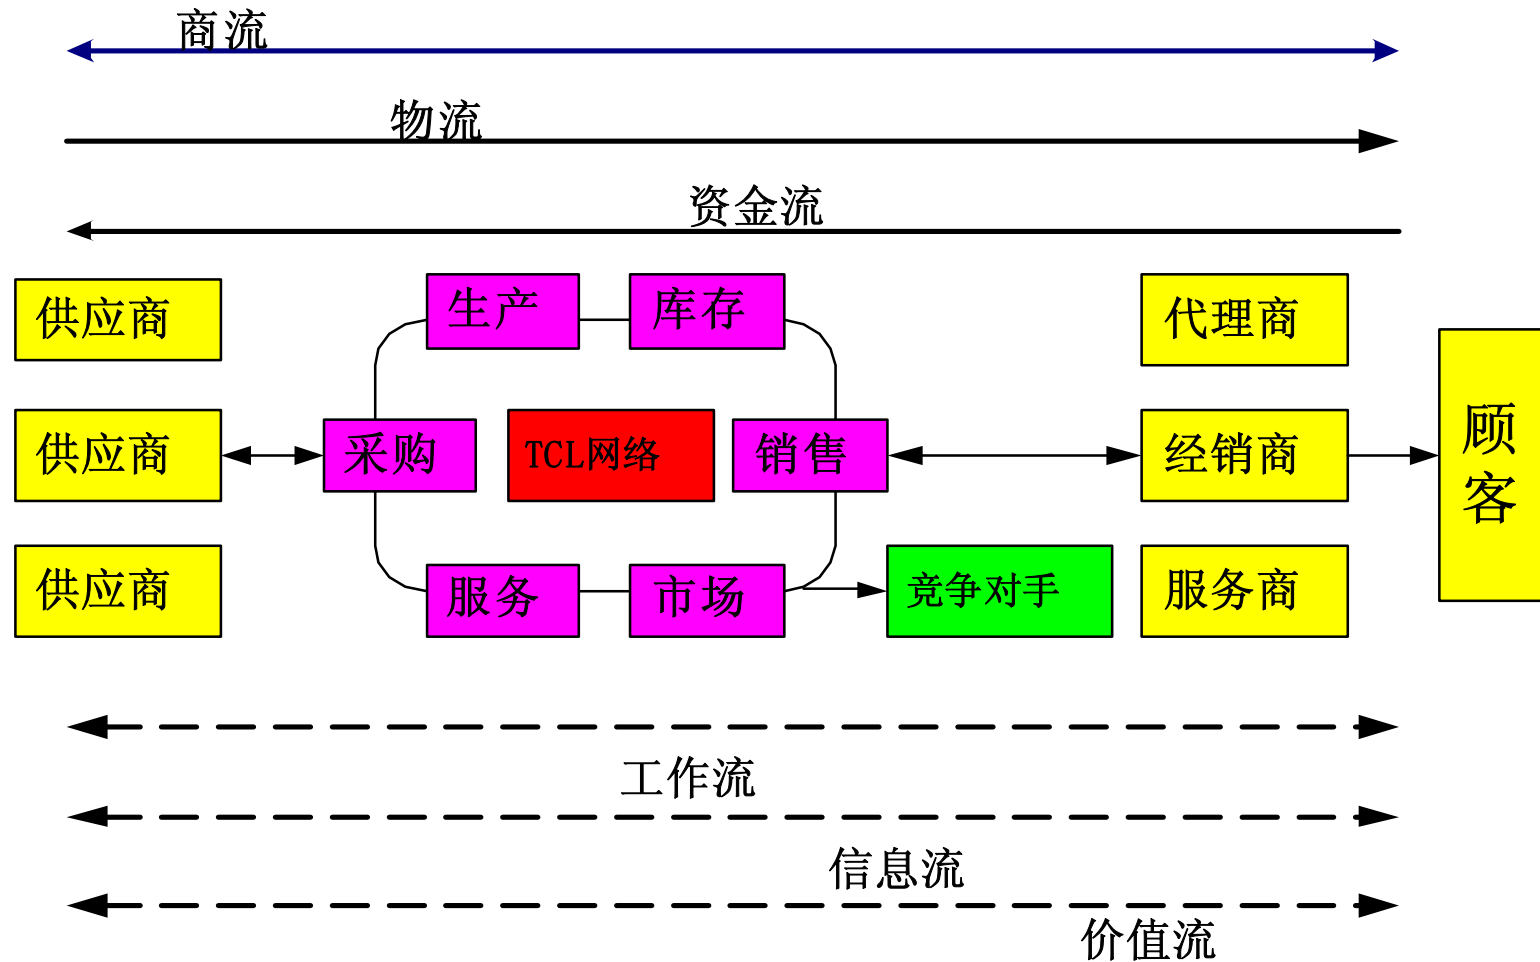 商流
物流
资金流
供应商
生产
库存
代理商
供应商
采购
TCL网络
销售
经销商
顾
客
供应商
服务
市场
竞争对手
服务商
工作流
信息流
价值流